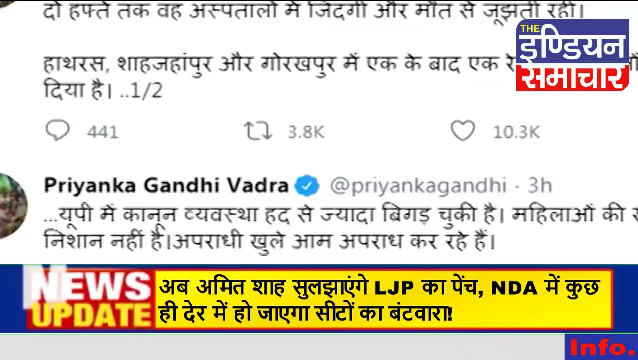 दो हफ्ते तक वह अस्पतालों में जिंदगी और मौत से जूझती रही।
THE
इण्डियन
समाचार
हाथरस, शाहजहांपुर और गोरखपुर में एक के बाद एक
दिया है। ..1/2
441 3.8K 10.3K
Priyanka Gandhi Vadra @priyankagandhi · 3h
...यूपी में कानून व्यवस्था हद से ज्यादा बिगड़ चुकी है। महिलाओं की
निशान नहीं है।अपराधी खुले आम अपराध कर रहे हैं।
NEWS
UPDATE
अब अमित शाह सुलझाएंगे LJP का पेंच, NDA में कुछ
ही देर में हो जाएगा सीटों का बंटवारा!
Info.